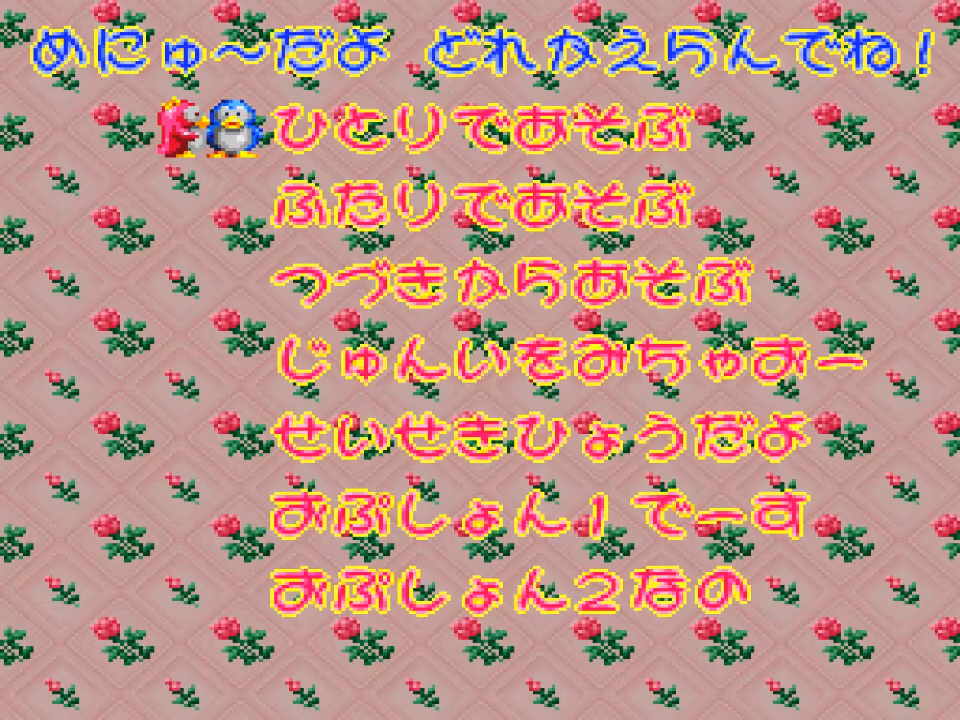 めにゅ〜だよ どれかえらんでね!
ひとりであそぶ
ふたりであそぶ
つづきからあそぶ
じゅんいをみちゃおー
せいせきひょうだよ
おぷしょん1でーす
おぷしょん2なの